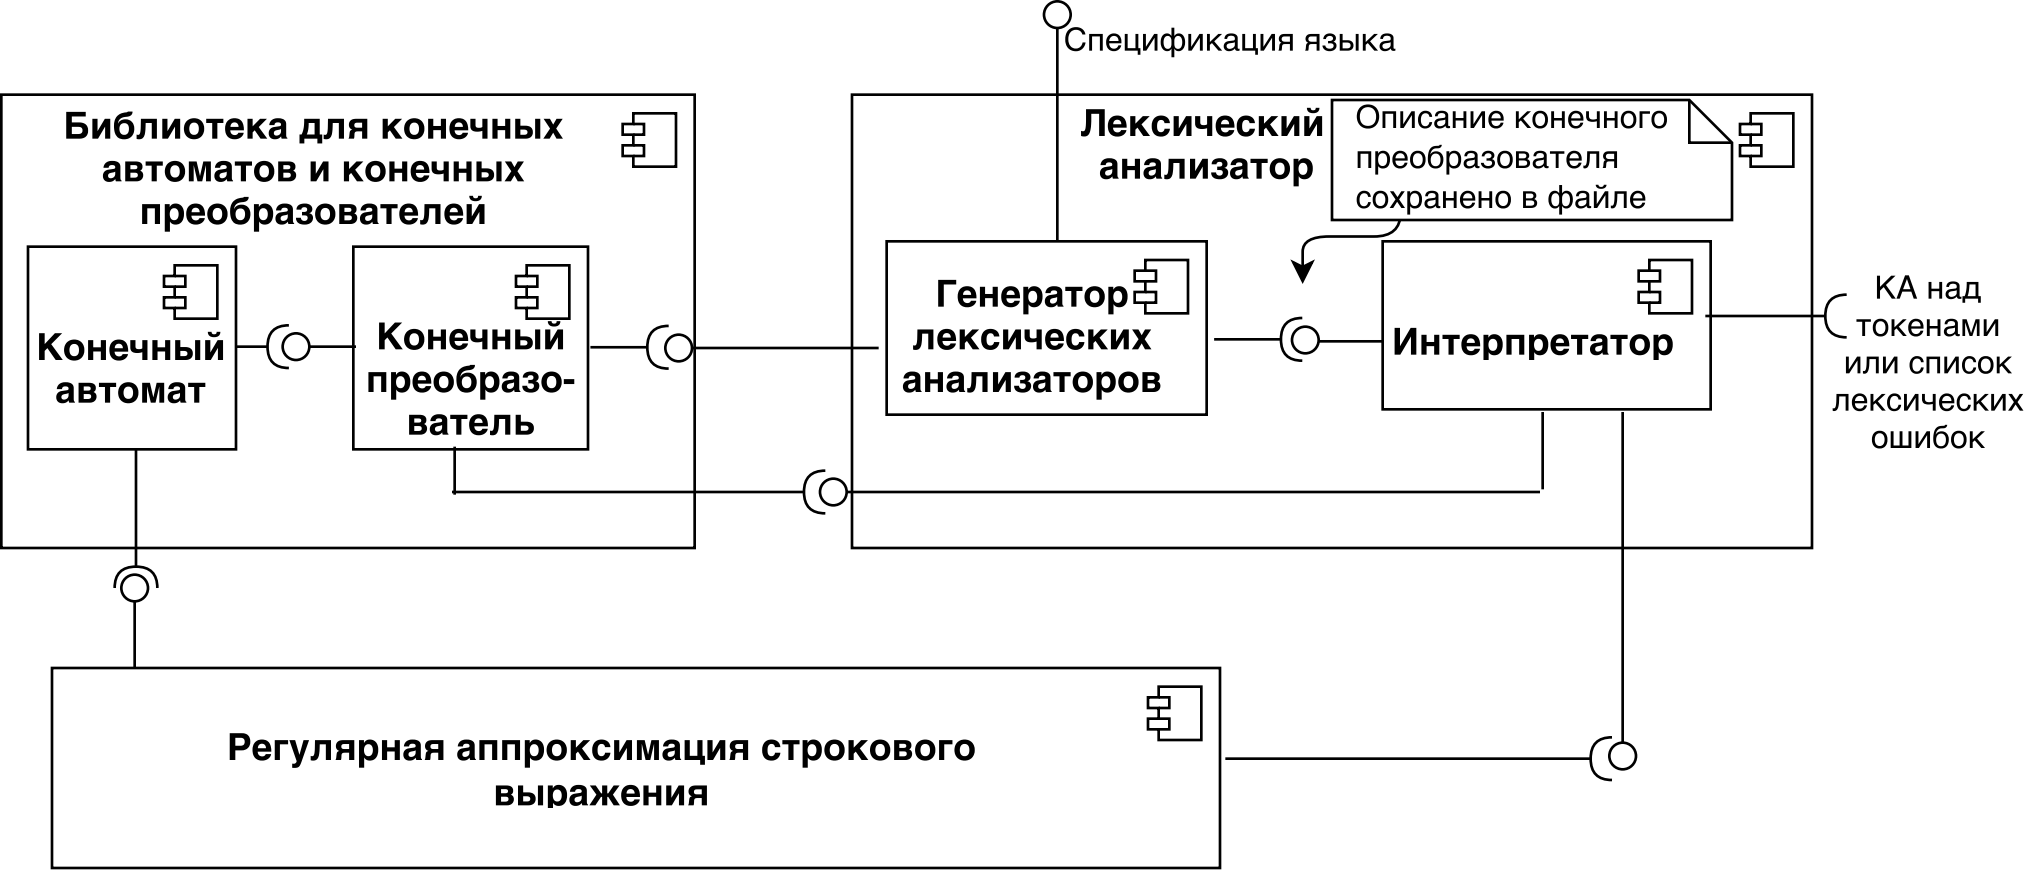 Спецификация языка
Библиотека для конечных
автоматов и конечных
преобразователей
Конечный
автомат
Конечный
преобразо-
ватель
Лексический
анализатор
Описание конечного
преобразователя
сохранено в файле
Генератор
лексических
анализаторов
Интерпретатор
КА над
токенами
или список
лексических
ошибок
Регулярная аппроксимация строкового
выражения